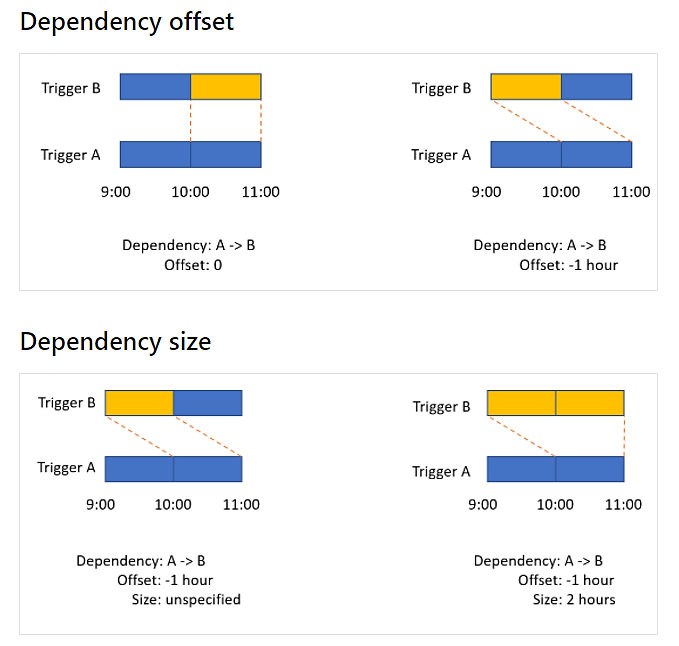 Dependency offset
Trigger B
Trigger A
9:00 10:00 11:00
Dependency: A -> B
Offset: 0
Trigger B
Trigger A
9:00 10:00 11:00
Dependency: A -> B
Offset: -1 hour
Dependency size
Trigger B
Trigger A
9:00 10:00 11:00
Dependency: A -> B
Offset: -1 hour
Size: unspecified
Trigger B
Trigger A
9:00 10:00 11:00
Dependency: A -> B
Offset: -1 hour
Size: 2 hours